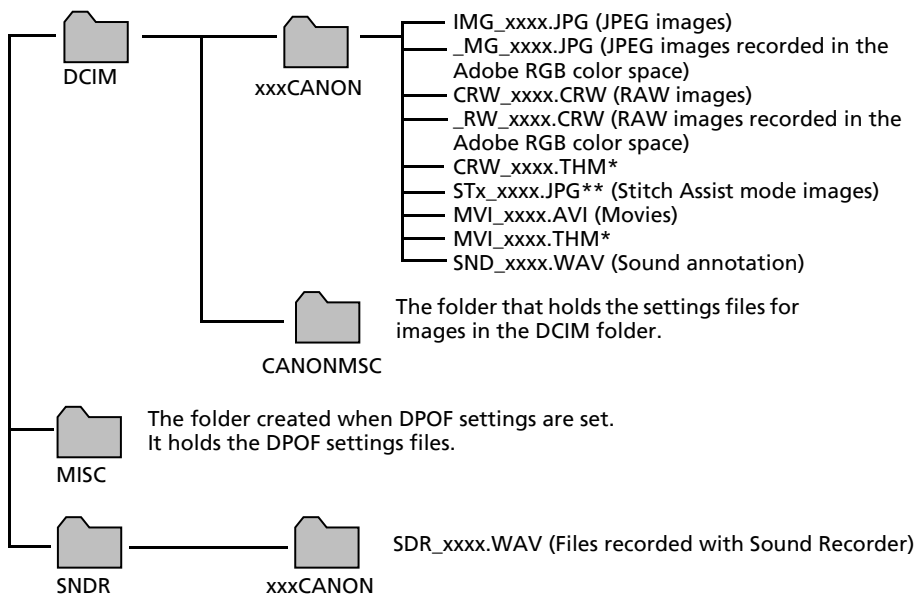 DCIM
xxxCANON
IMG_xxxx.JPG (JPEG images)
_MG_xxxx.JPG (JPEG images recorded in the
Adobe RGB color space)
CRW_xxxx.CRW (RAW images)
_RW_xxxx.CRW (RAW images recorded in the
Adobe RGB color space)
CRW_xxxx.THM*
STx_xxxx.JPG** (Stitch Assist mode images)
MVI_xxxx.AVI (Movies)
MVI_xxxx.THM*
SND_xxxx.WAV (Sound annotation)
CANONMSC
The folder that holds the settings files for
images in the DCIM folder.
MISC
The folder created when DPOF settings are set.
It holds the DPOF settings files.
SNDR
xxxCANON
SDR_xxxx.WAV (Files recorded with Sound Recorder)